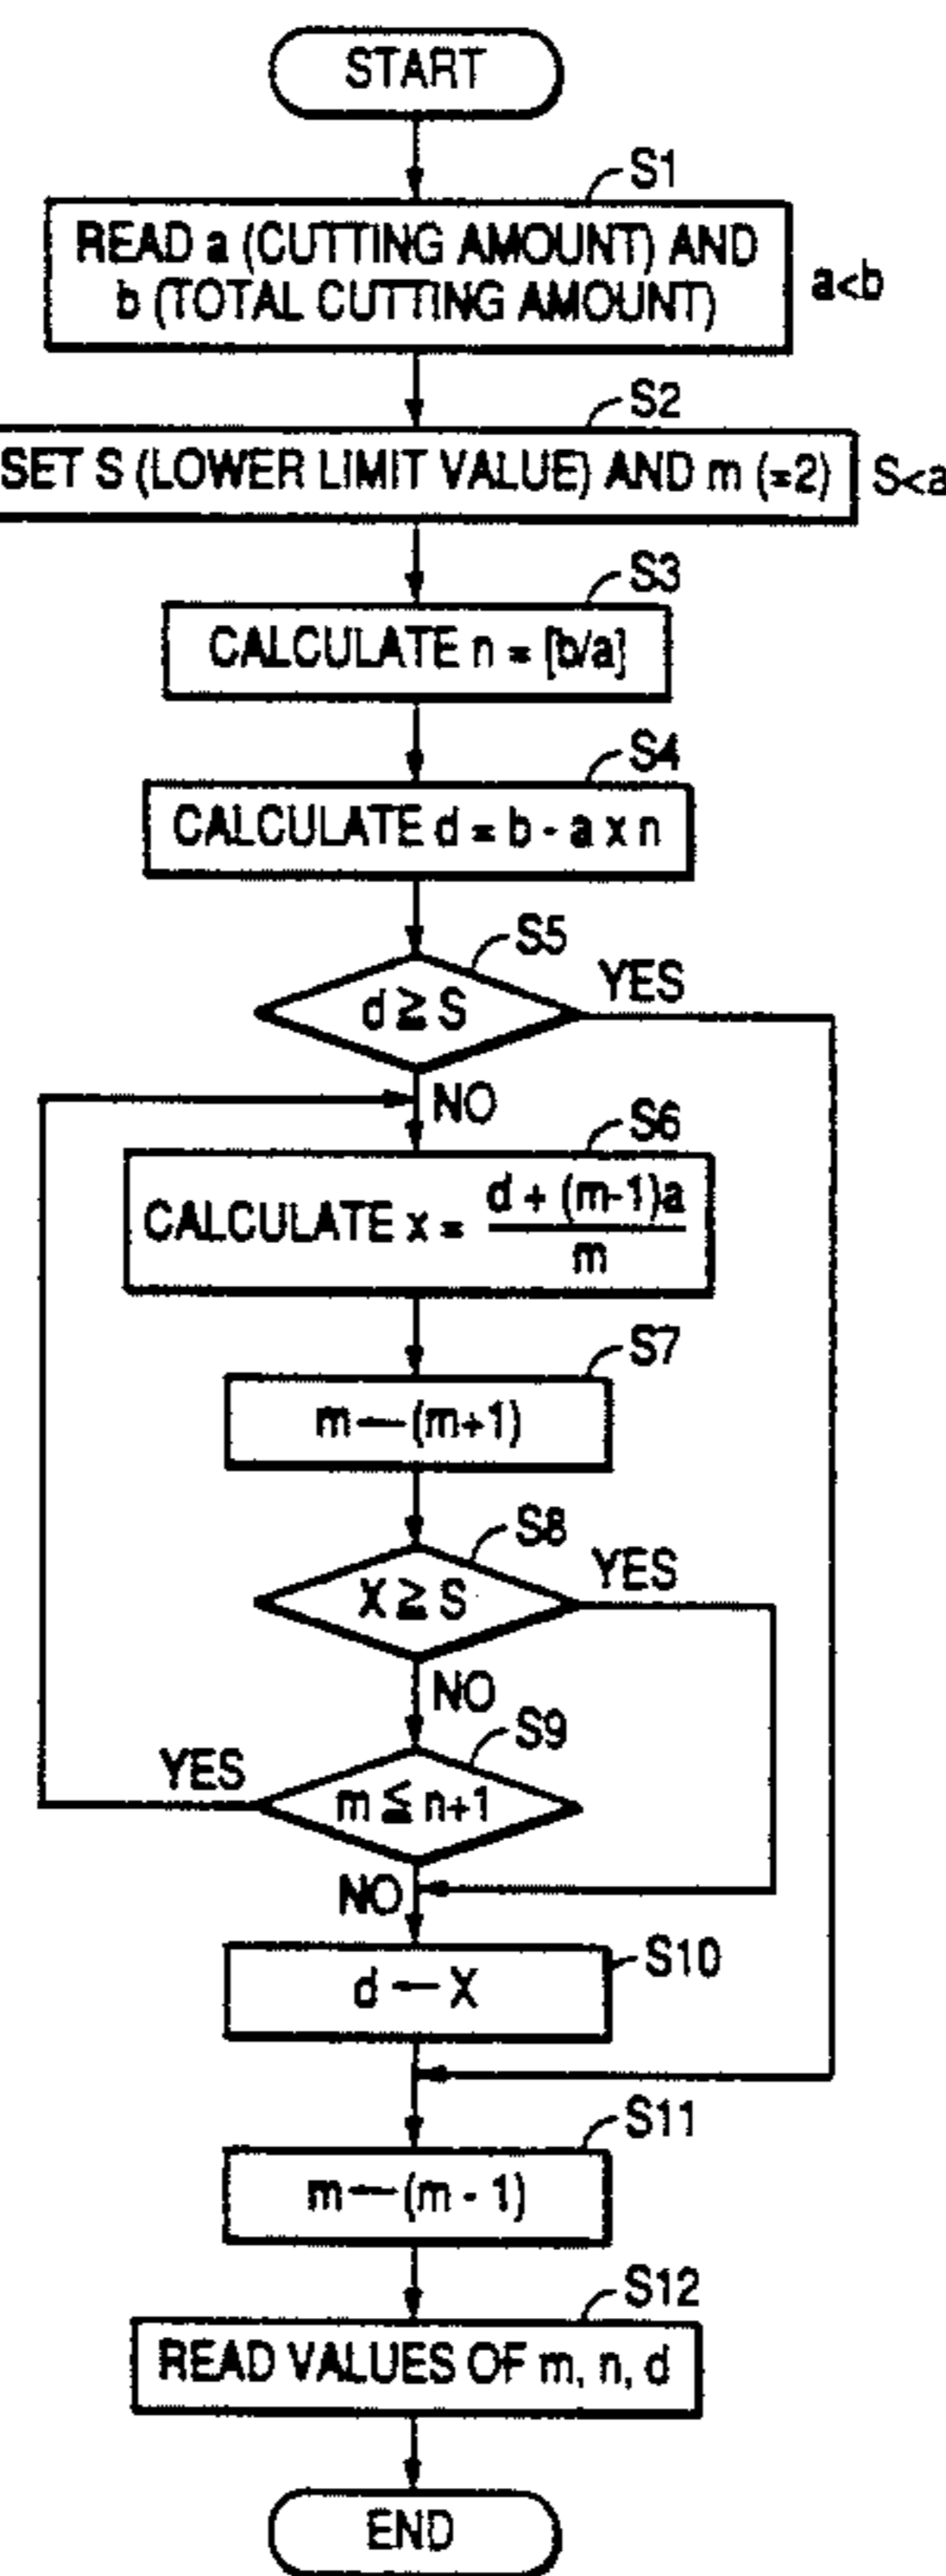 START
S1
READ a (CUTTING AMOUNT) AND
b (TOTAL CUTTING AMOUNT)
a<b
S2
SET S (LOWER LIMIT VALUE) AND m (=2)
S<a
S3
CALCULATE n = [b/a]
S4
CALCULATE d = b - a x n
S5
d ≧ S
YES
NO
S6
CALCULATE x = d + (m-1)a / m
S7
m ← (m+1)
S8
X ≧ S
YES
NO
S9
YES
m ≦ n+1
NO
S10
d ← X
S11
m ← (m - 1)
S12
READ VALUES OF m, n, d
END